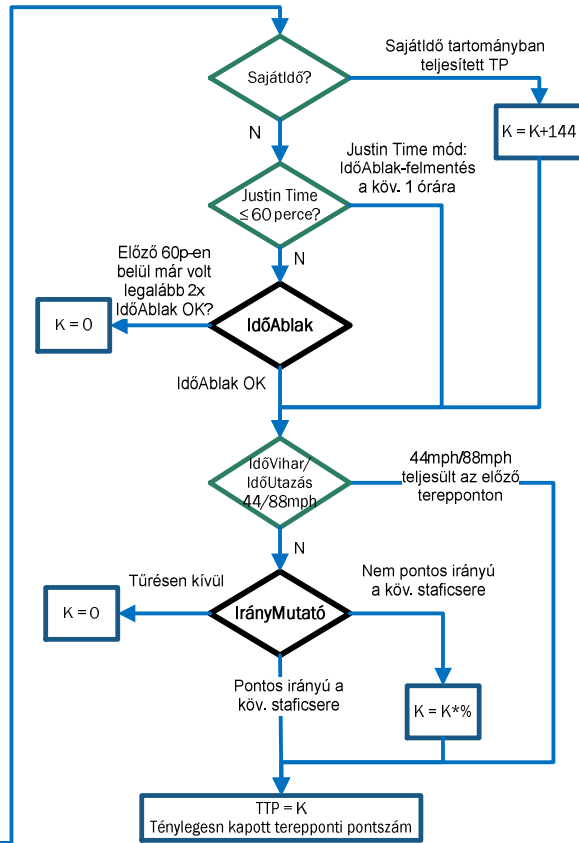 SajátIdő?
SajátIdő tartományban
teljesített TP
K = K+144
N
Justin Time mód:
IdőAblak-felmentés
a köv. 1 órára
Justin Time
≤ 60 perce?
N
Előző 60p-en
belül már volt
legalább 2x
IdőAblak OK?
K = 0
IdőAblak
IdőAblak OK
IdőVihar/
IdőUtazás
44/88mph
44mph/88mph
teljesült az előző
terepponton
N
Tűrésen kívül
K = 0
IrányMutató
Nem pontos irányú
a köv. staficsere
Pontos irányú a
köv. staficsere
K = K*%
TTP = K
Ténylegesn kapott terepponti pontszám